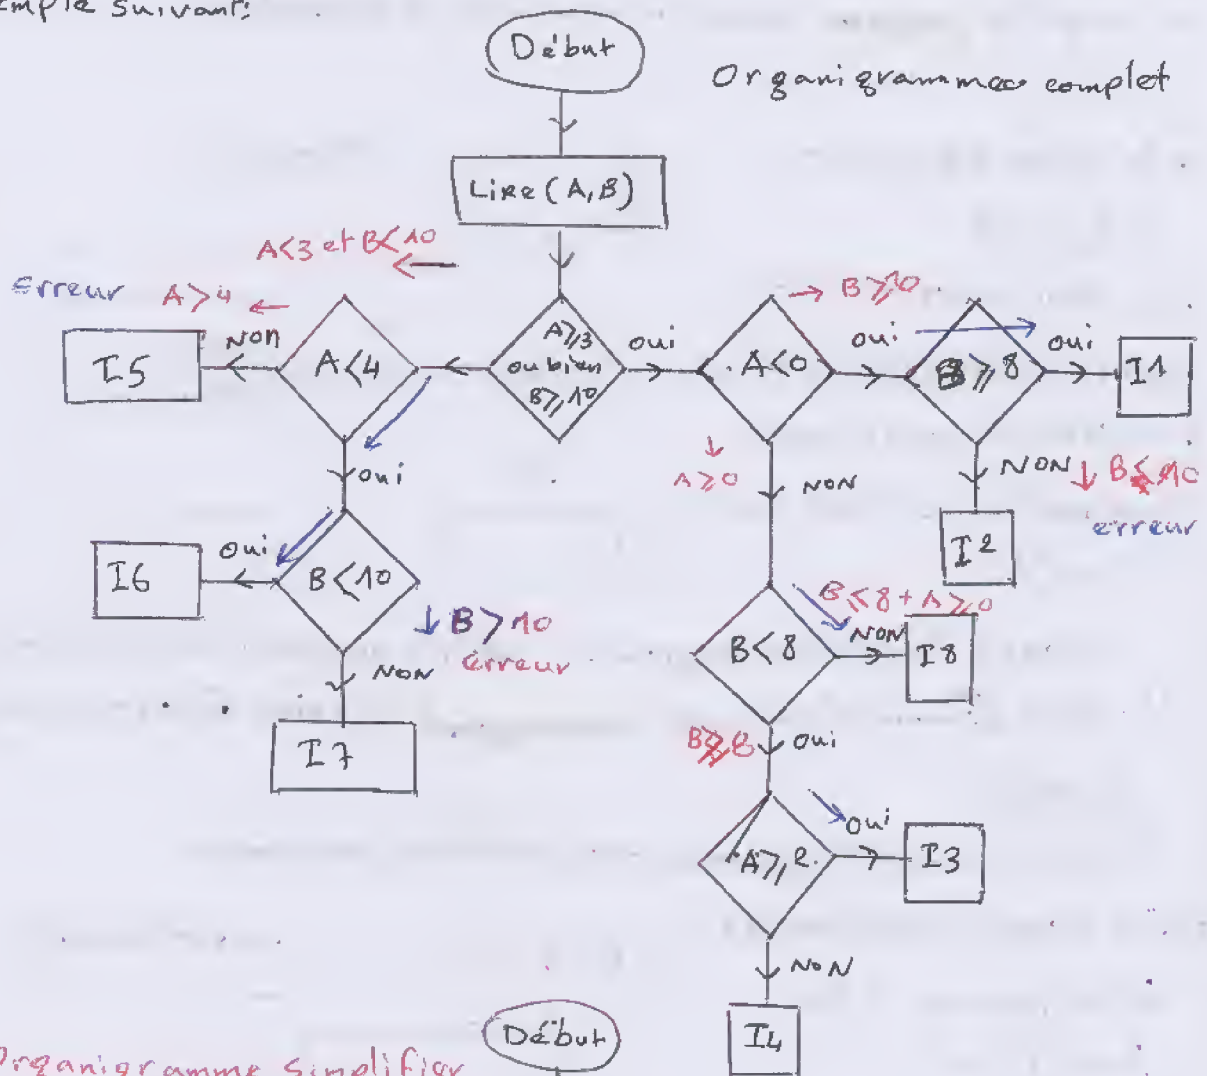 emple suivant:
Début
Organigrammes complet
Lire (A, B)
A<3 et B<10
erreur A>4
B⩾10
NON
A<4
A⩾3
ou bien
B⩾10
oui
A<0
oui
B⩾8
oui
I1
I5
oui
A⩾0
NON
NON B⩽10
erreur
I2
I6
oui
B<10
B>10
erreur
NON
I7
B⩽8 + A⩾0
B<8
NON
I8
B⩾8
oui
A⩾2
oui
I3
NON
I4
Début
Organigramme simplifier